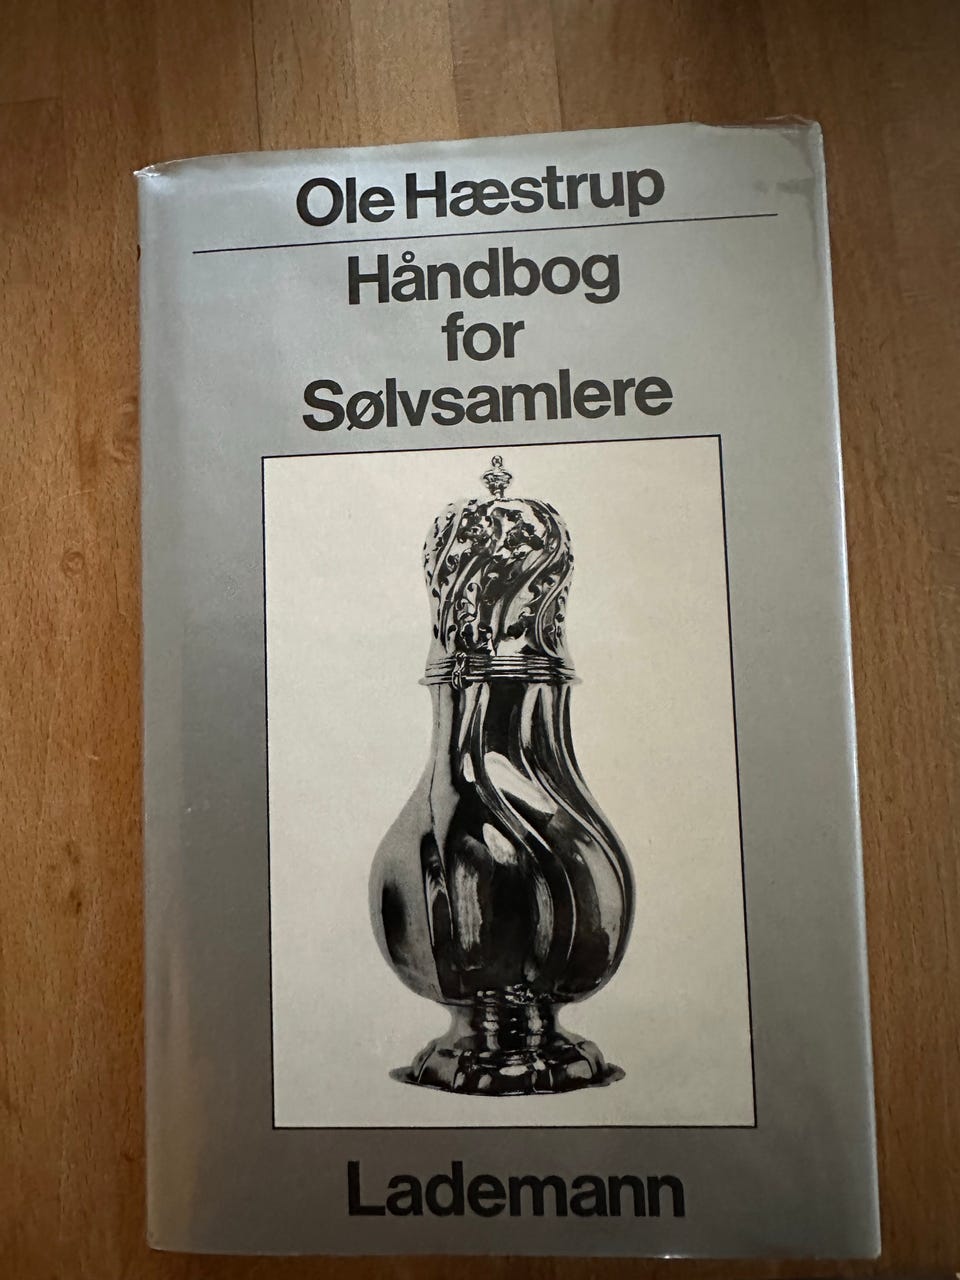 Ole Hæstrup
Håndbog
for
Sølvsamlere
Lademann